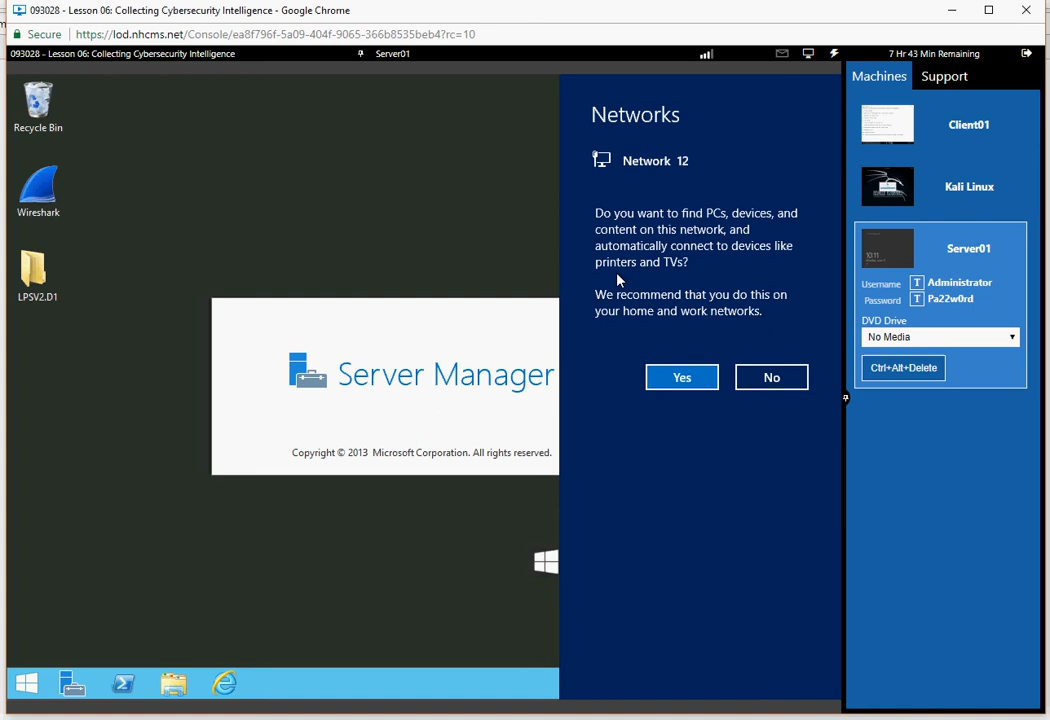 093028 - Lesson 06: Collecting Cybersecurity Intelligence - Google Chrome
Secure https://lod.nhcms.net/Console/ea8f796f-5a09-404f-9065-366b8535beb4?rc=10
093028 - Lesson 06: Collecting Cybersecurity Intelligence Server01 7 Hr 43 Min Remaining
Recycle Bin
Wireshark
LPSV2.D1
Server Manager
Copyright © 2013 Microsoft Corporation. All rights reserved.
Networks
Network 12
Do you want to find PCs, devices, and
content on this network, and
automatically connect to devices like
printers and TVs?
We recommend that you do this on
your home and work networks.
Yes No
Machines Support
Client01
Kali Linux
10:11
Server01
Username T Administrator
Password T Pa22w0rd
DVD Drive
No Media
Ctrl+Alt+Delete